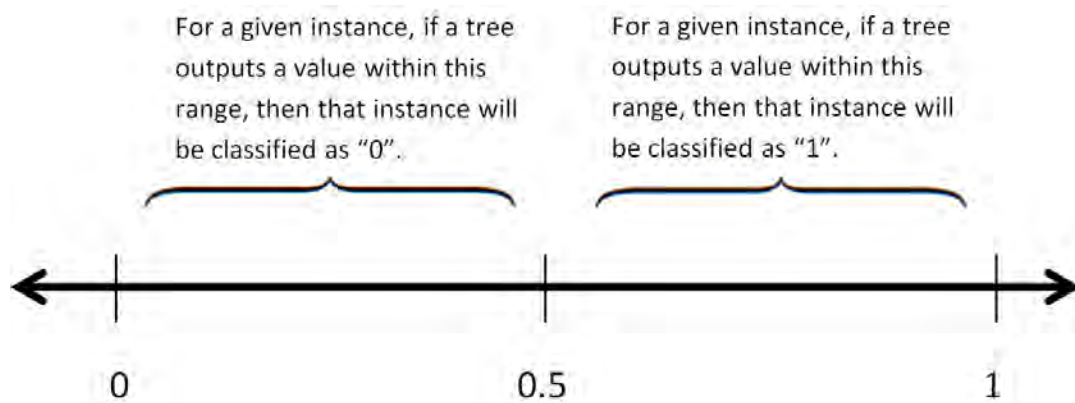 For a given instance, if a tree
outputs a value within this
range, then that instance will
be classified as “0”.
For a given instance, if a tree
outputs a value within this
range, then that instance will
be classified as “1”.
0
0.5
1